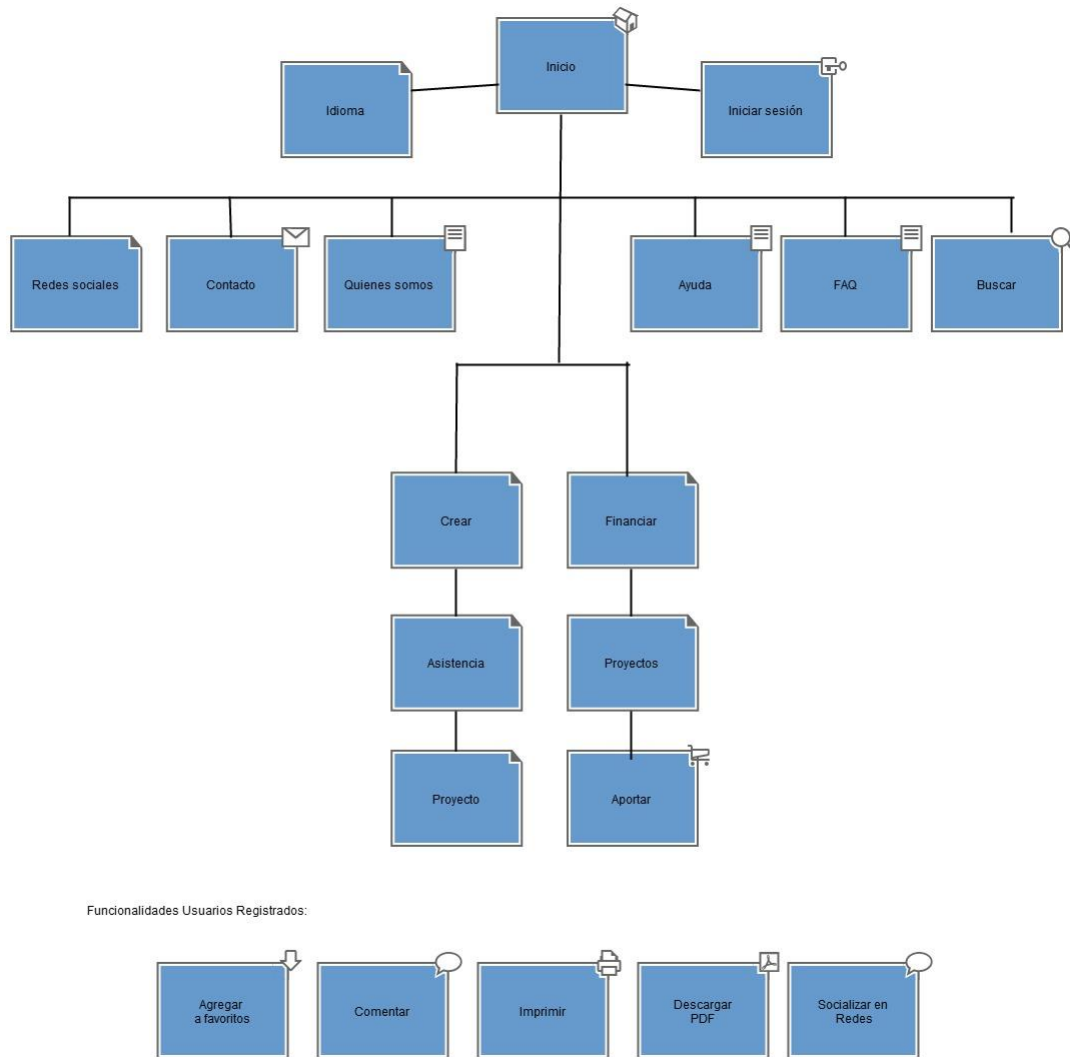 Inicio
Idioma
Iniciar sesión
Redes sociales
Contacto
Quienes somos
Ayuda
FAQ
Buscar
Crear
Financiar
Asistencia
Proyectos
Proyecto
Aportar
Funcionalidades Usuarios Registrados:
Agregar
a favoritos
Comentar
Imprimir
Descargar
PDF
Socializar en
Redes